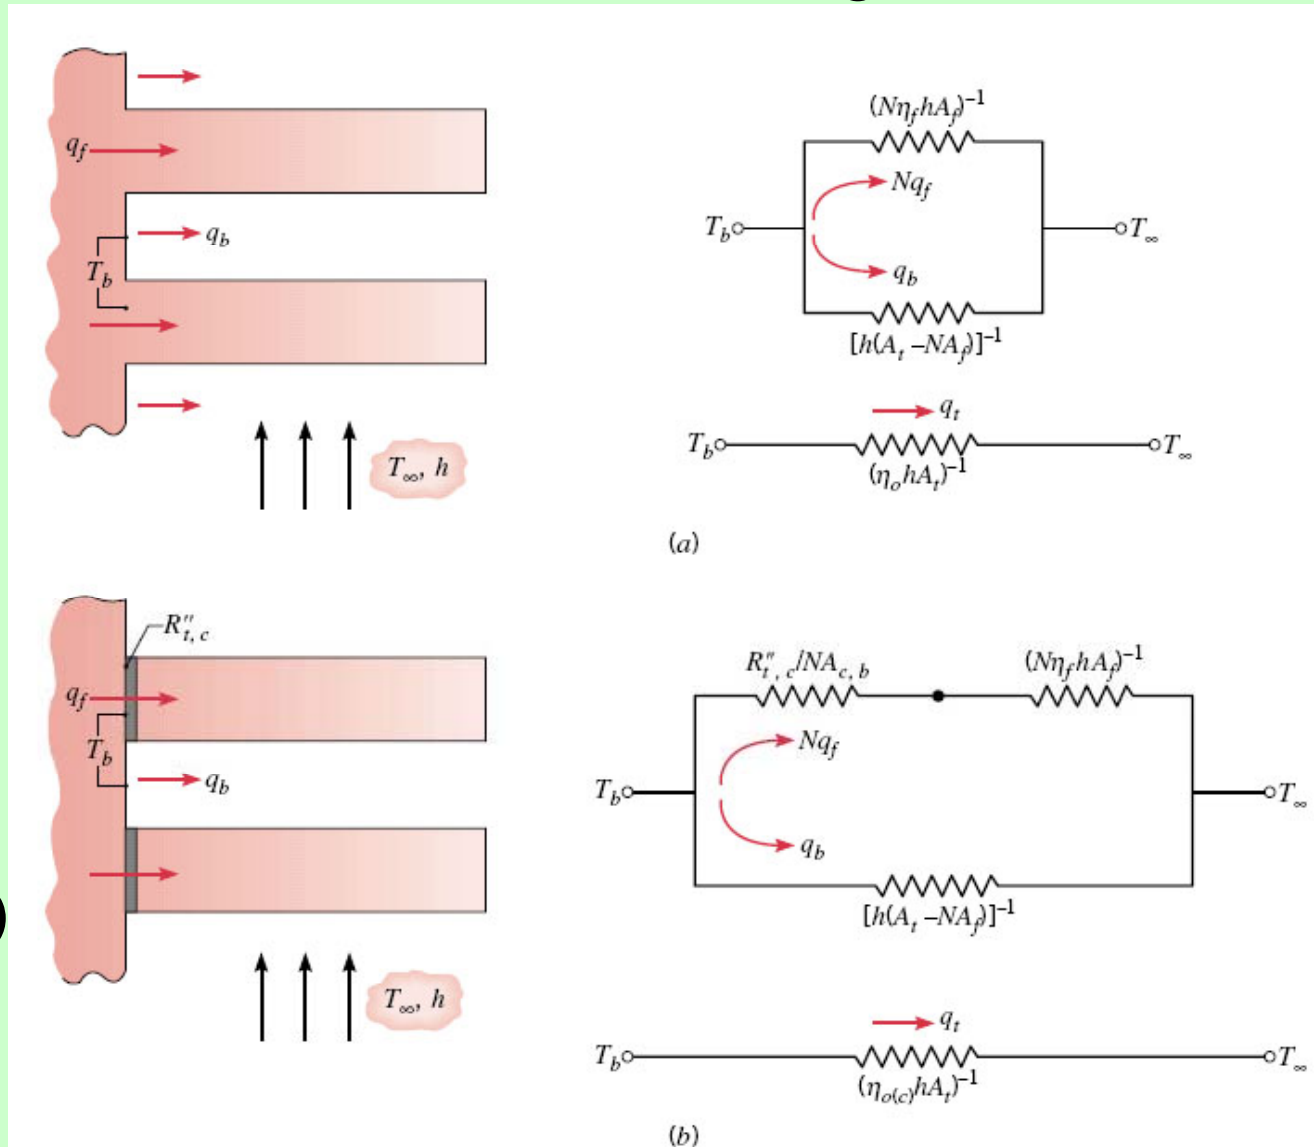 (Nη_f hA_f)⁻¹
q_f
Nq_f
q_b
T_b
T_∞
T_b
q_b
[h(A_t –NA_f)]⁻¹
q_t
T_b
T_∞
T_∞, h
(η_o hA_t)⁻¹
(a)
R″_t, c
R″_t, c/NA_c, b
(Nη_f hA_f)⁻¹
q_f
Nq_f
T_b
q_b
T_b
T_∞
q_b
[h(A_t –NA_f)]⁻¹
T_∞, h
q_t
T_b
T_∞
(η_o(c) hA_t)⁻¹
(b)